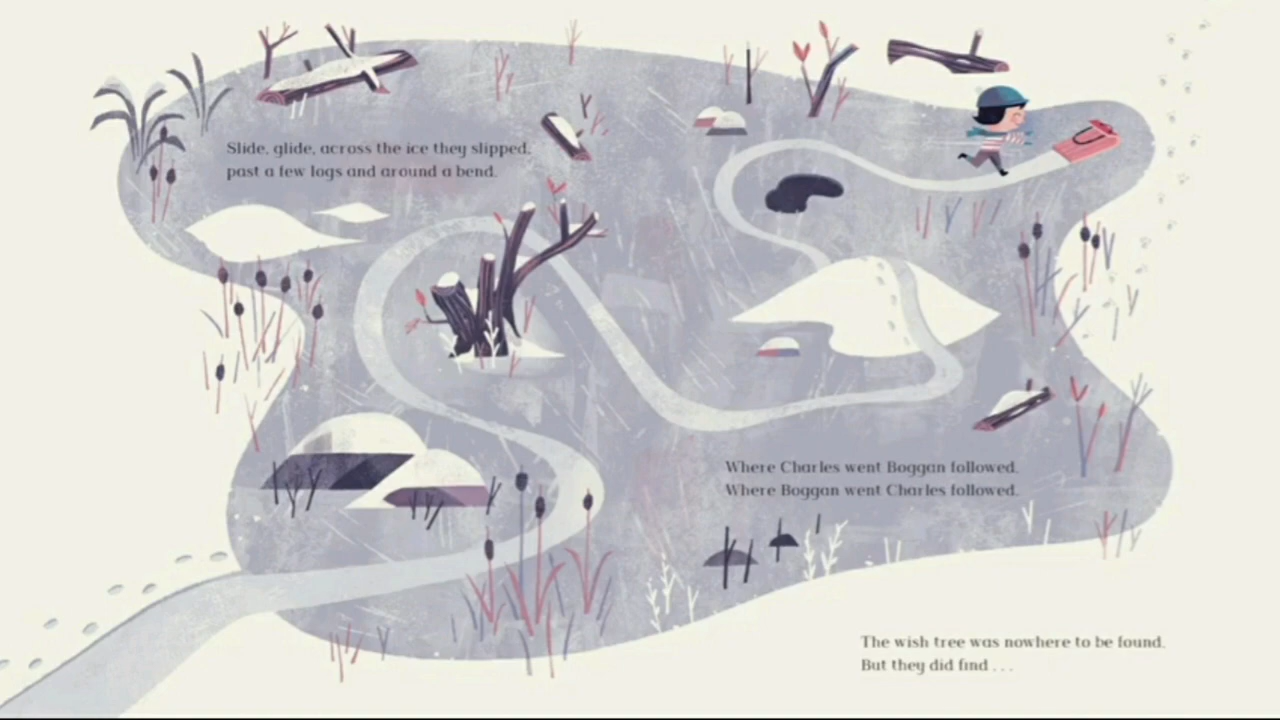 Slide, glide, across the ice they slipped,
past a few logs and around a bend.
Where Charles went Boggan followed.
Where Boggan went Charles followed.
The wish tree was nowhere to be found.
But they did find . . .